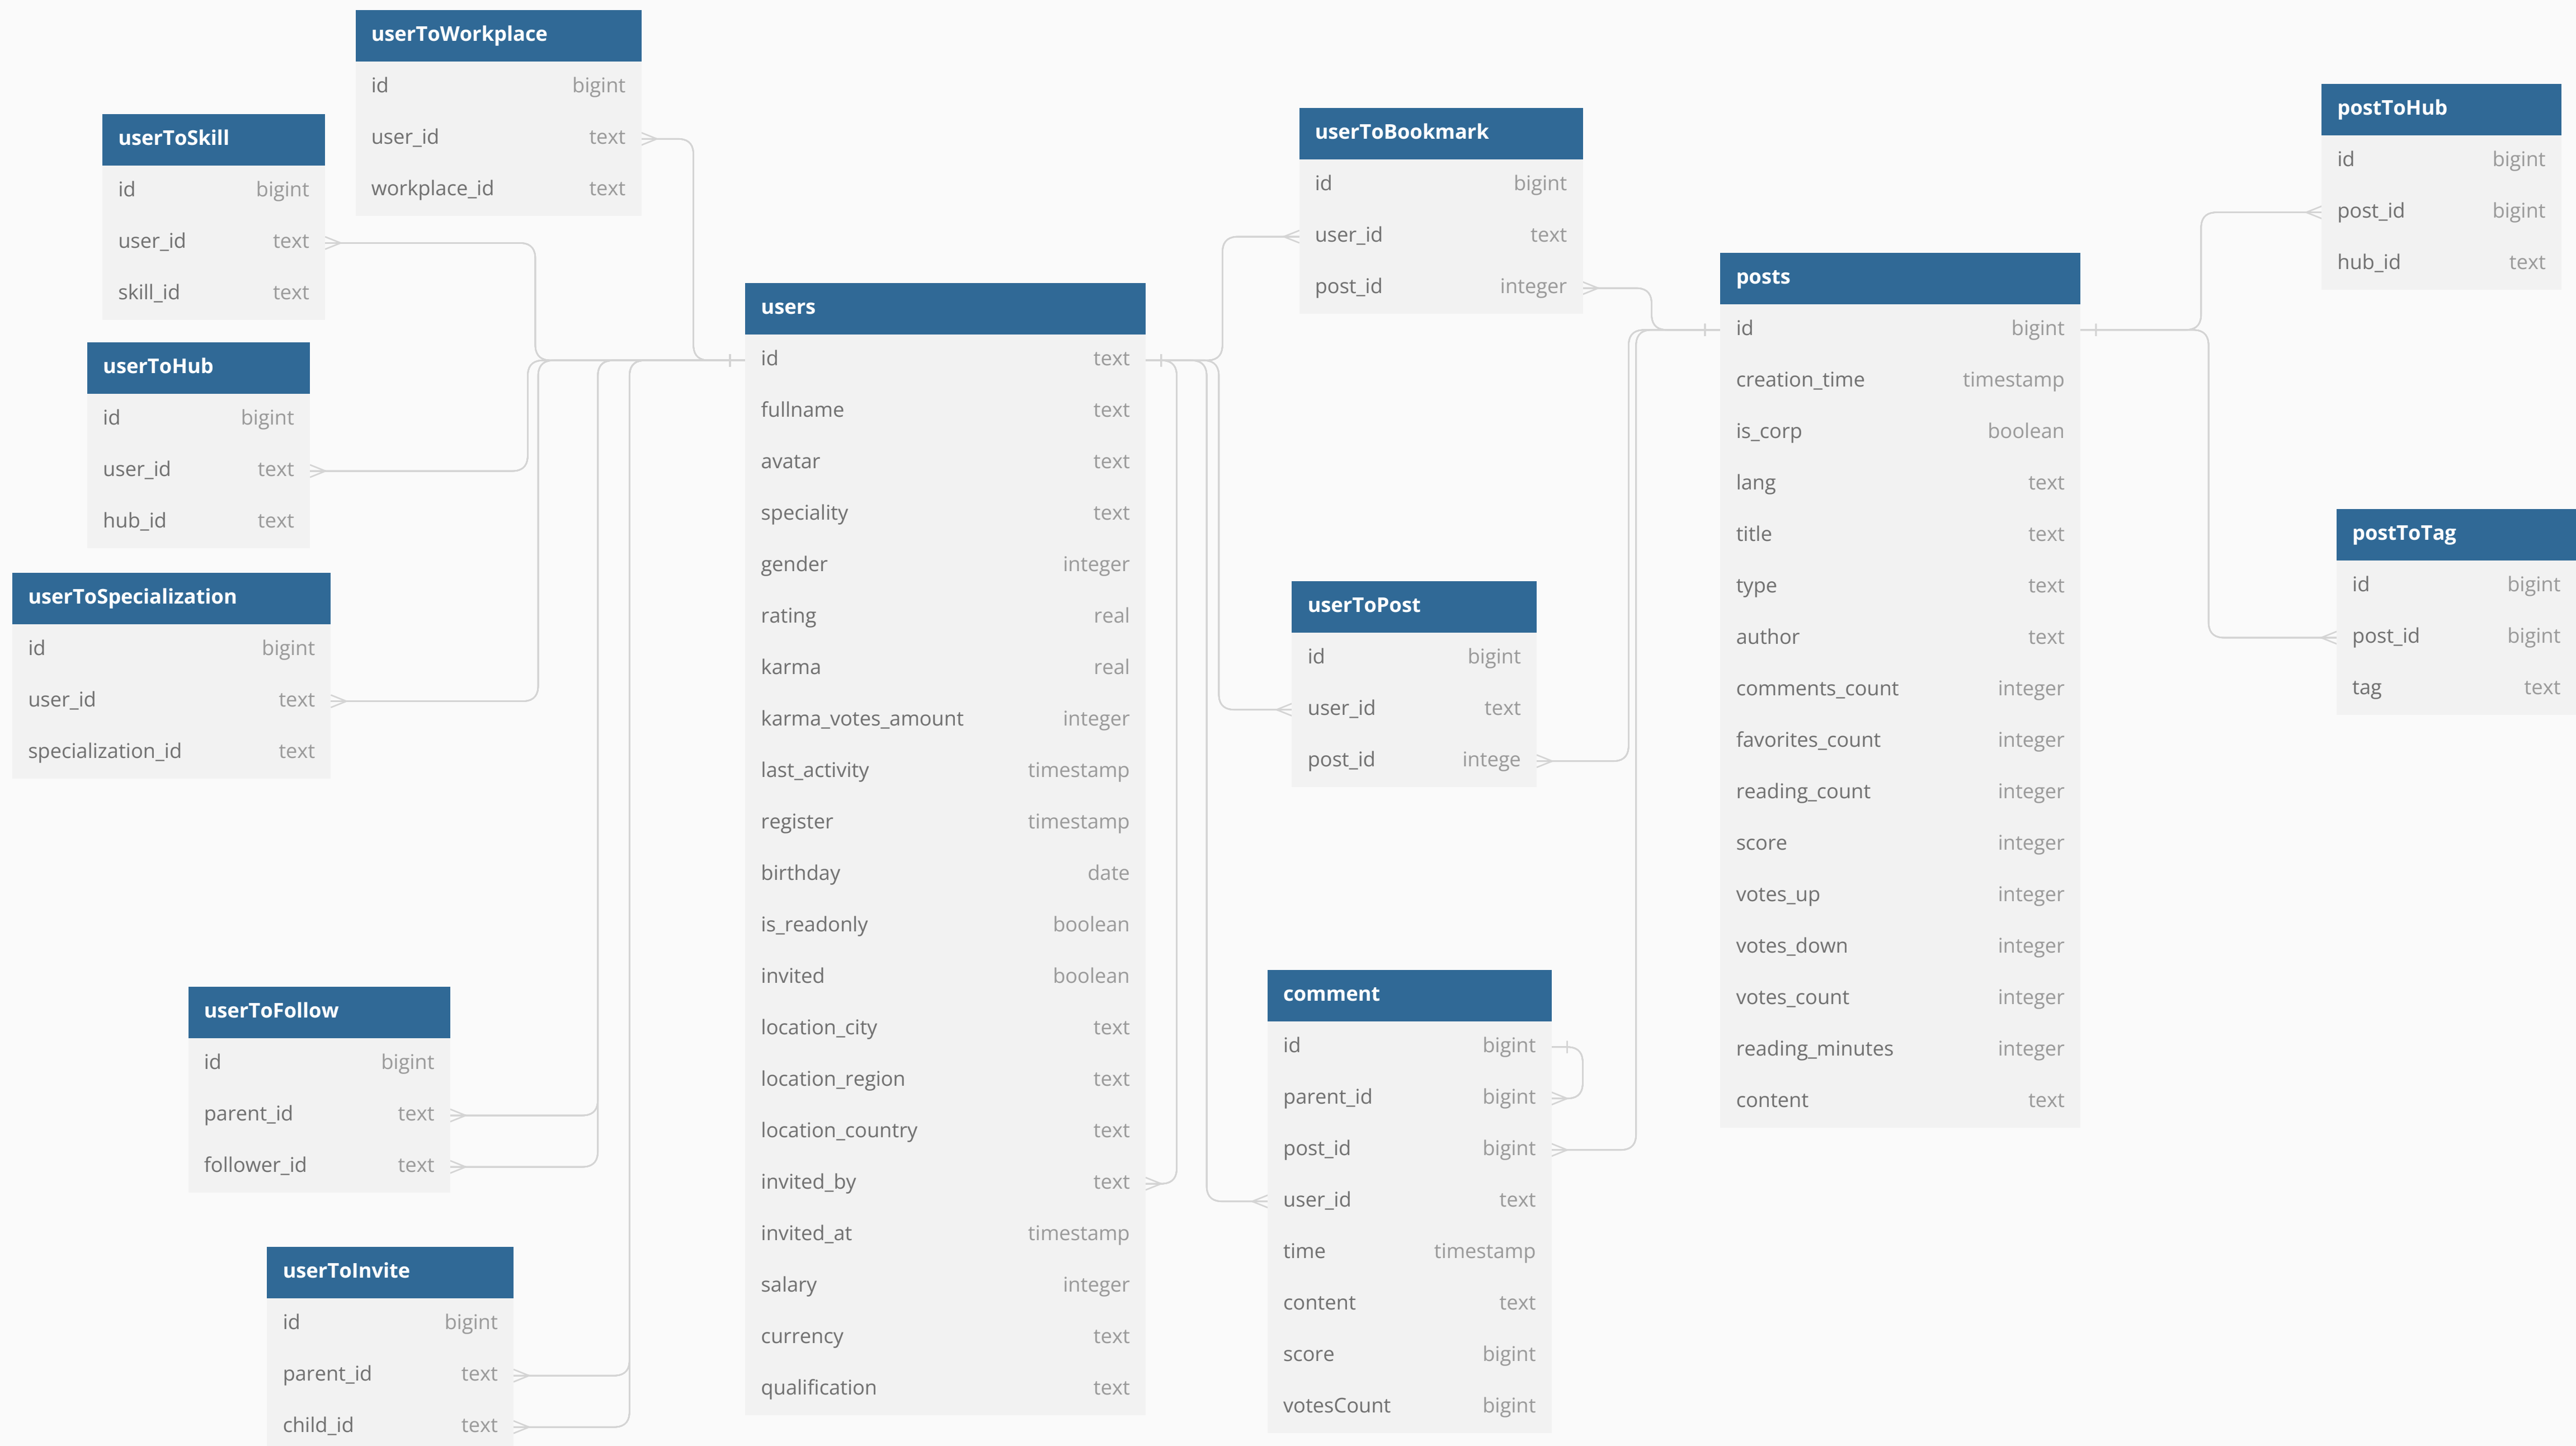 userToWorkplace
id bigint
user_id text
workplace_id text
userToSkill
id bigint
user_id text
skill_id text
userToHub
id bigint
user_id text
hub_id text
userToSpecialization
id bigint
user_id text
specialization_id text
userToFollow
id bigint
parent_id text
follower_id text
userToInvite
id bigint
parent_id text
child_id text
users
id text
fullname text
avatar text
speciality text
gender integer
rating real
karma real
karma_votes_amount integer
last_activity timestamp
register timestamp
birthday date
is_readonly boolean
invited boolean
location_city text
location_region text
location_country text
invited_by text
invited_at timestamp
salary integer
currency text
qualification text
userToBookmark
id bigint
user_id text
post_id integer
userToPost
id bigint
user_id text
post_id intege
comment
id bigint
parent_id bigint
post_id bigint
user_id text
time timestamp
content text
score bigint
votesCount bigint
posts
id bigint
creation_time timestamp
is_corp boolean
lang text
title text
type text
author text
comments_count integer
favorites_count integer
reading_count integer
score integer
votes_up integer
votes_down integer
votes_count integer
reading_minutes integer
content text
postToHub
id bigint
post_id bigint
hub_id text
postToTag
id bigint
post_id bigint
tag text